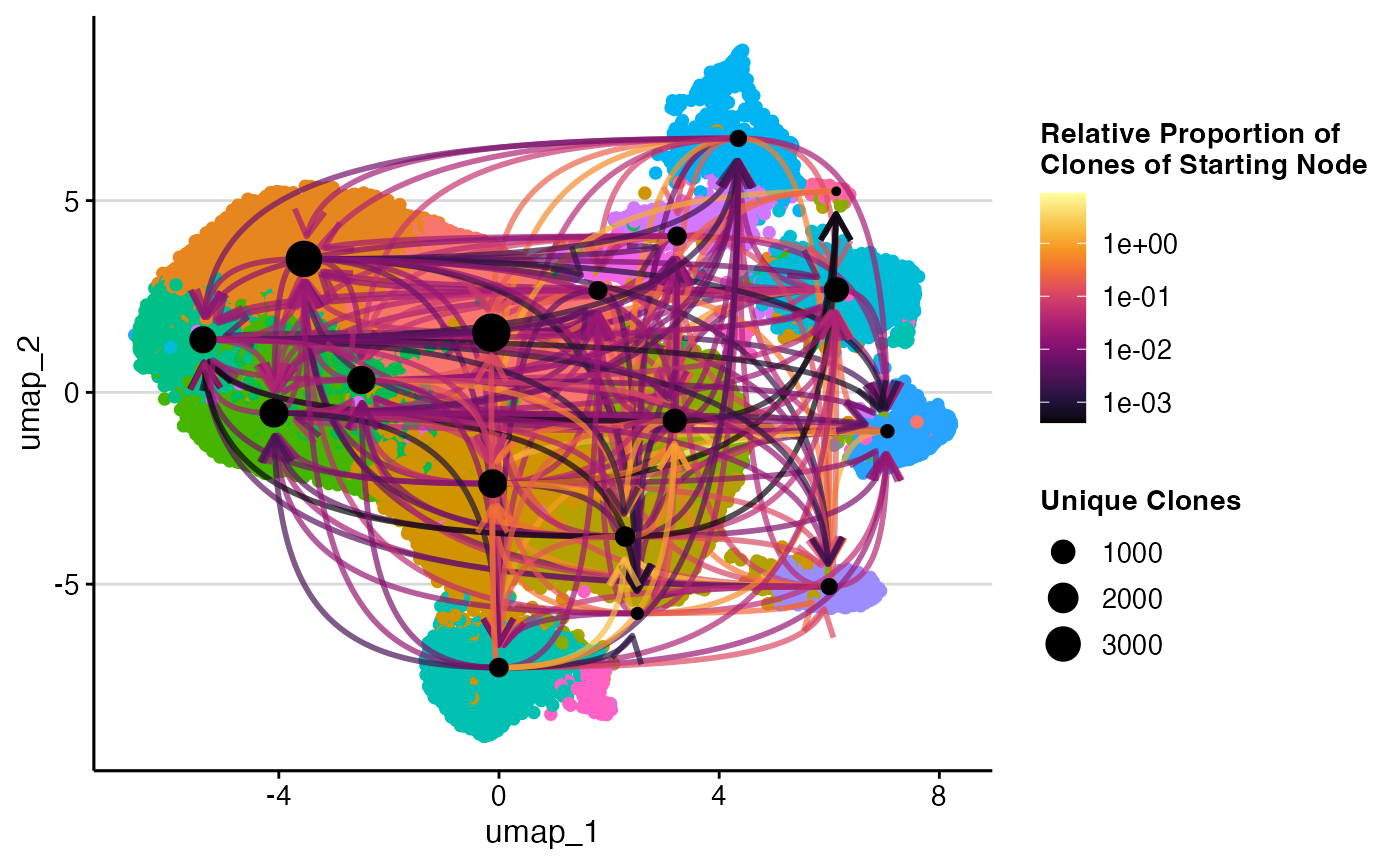 5
0
-5
umap_2
-4
0
4
8
umap_1
Relative Proportion of
Clones of Starting Node
1e+00
1e-01
1e-02
1e-03
Unique Clones
1000
2000
3000